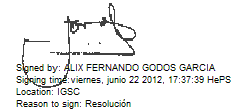 Signed by: ALIX FERNANDO GODOS GARCIA
Signing time: viernes, junio 22 2012, 17:37:39 HePS
Location: IGSC
Reason to sign: Resolución